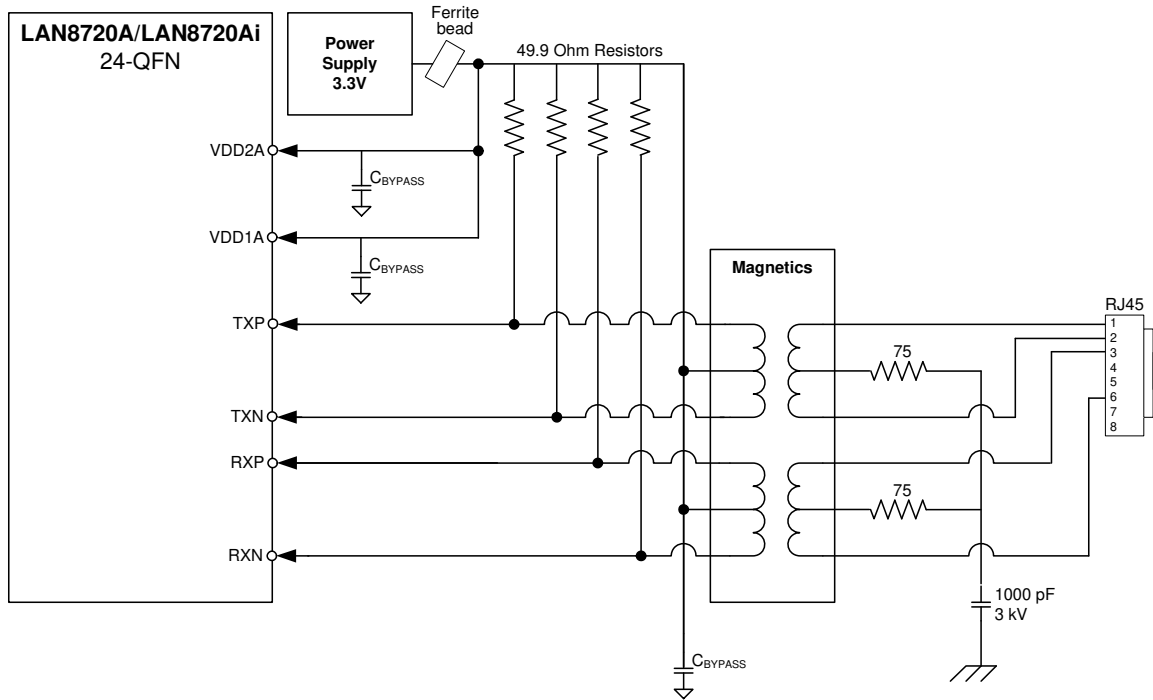 LAN8720A/LAN8720Ai
24-QFN
Power
Supply
3.3V
Ferrite
bead
49.9 Ohm Resistors
VDD2A
CBYPASS
VDD1A
CBYPASS
Magnetics
TXP
RJ45
1
2
3
4
5
6
7
8
75
TXN
RXP
75
RXN
1000 pF
3 kV
CBYPASS